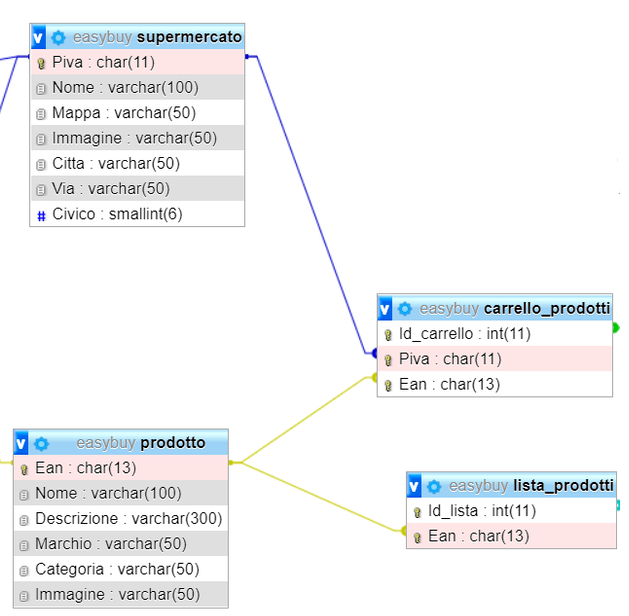 v easybuy supermercato
Piva : char(11)
Nome : varchar(100)
Mappa : varchar(50)
Immagine : varchar(50)
Citta : varchar(50)
Via : varchar(50)
# Civico : smallint(6)
v easybuy carrello_prodotti
Id_carrello : int(11)
Piva : char(11)
Ean : char(13)
v easybuy prodotto
Ean : char(13)
Nome : varchar(100)
Descrizione : varchar(300)
Marchio : varchar(50)
Categoria : varchar(50)
Immagine : varchar(50)
v easybuy lista_prodotti
Id_lista : int(11)
Ean : char(13)